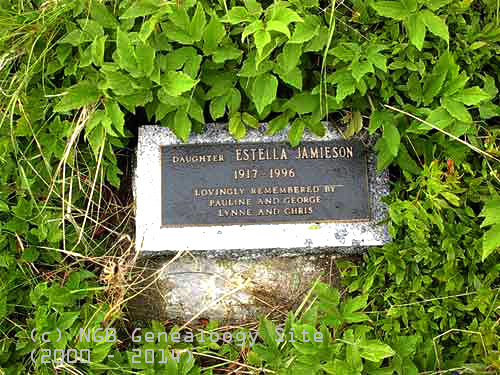 DAUGHTER ESTELLA JAMIESON
1917 - 1996
LOVINGLY REMEMBERED BY
PAULINE AND GEORGE
LYNNE AND CHRIS
(c) NGB Genealogy Site
(2000 - 2014)